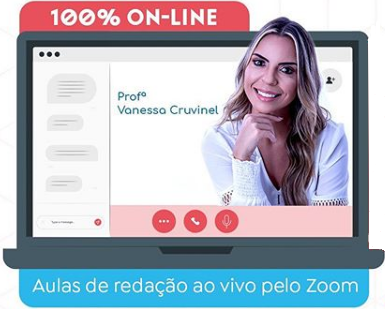 100% ON-LINE
Profª
Vanessa Cruvinel
Aulas de redação ao vivo pelo Zoom